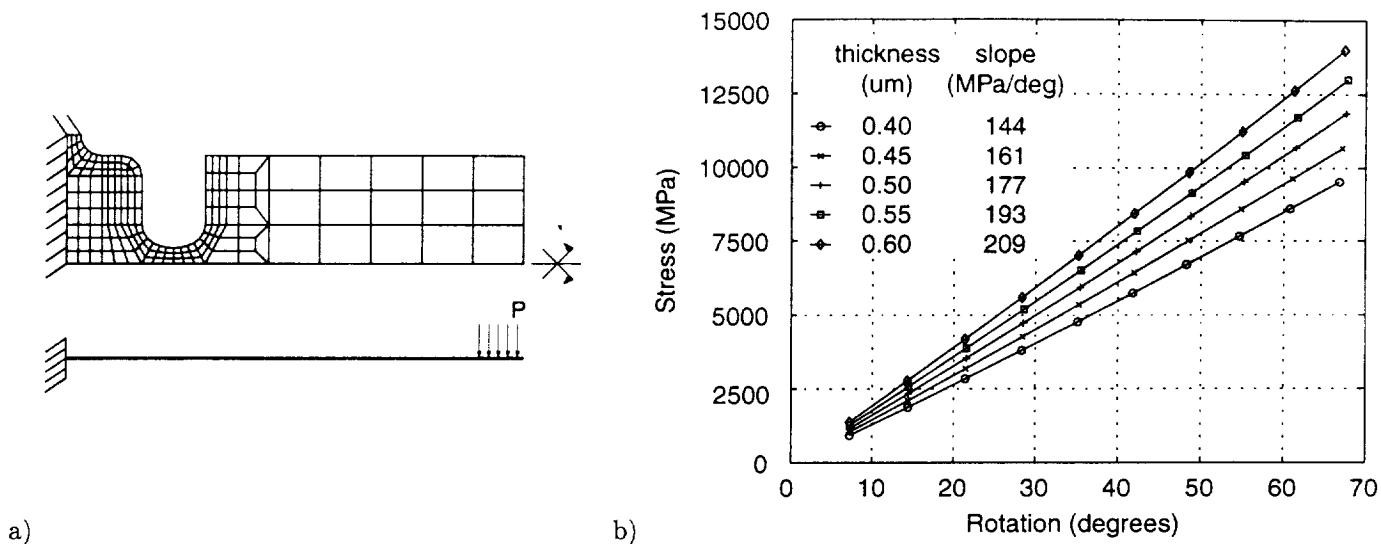 P
a)
15000
12500
10000
7500
5000
2500
0
Stress (MPa)
thickness slope
(um) (MPa/deg)
0.40 144
0.45 161
0.50 177
0.55 193
0.60 209
0 10 20 30 40 50 60 70
Rotation (degrees)
b)